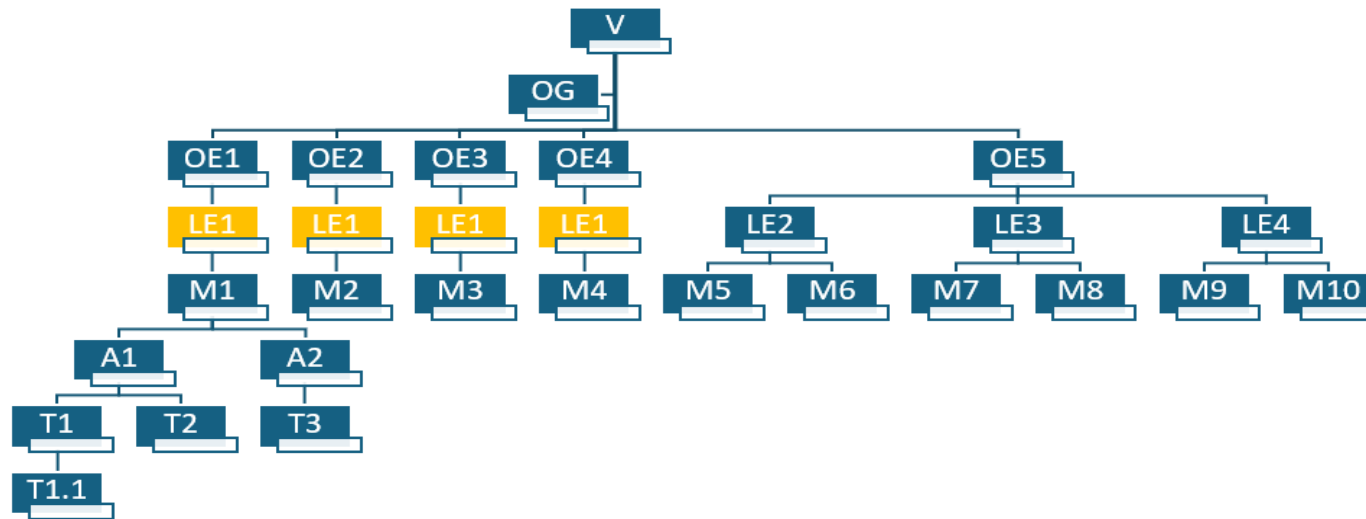 V
OG
OE1 OE2 OE3 OE4 OE5
LE1 LE1 LE1 LE1 LE2 LE3 LE4
M1 M2 M3 M4 M5 M6 M7 M8 M9 M10
A1 A2
T1 T2 T3
T1.1